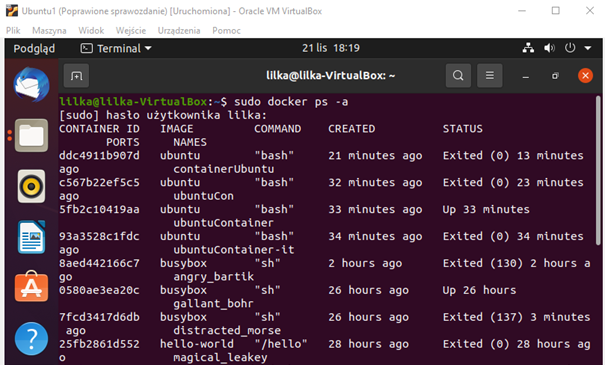 Ubuntu1 (Poprawione sprawozdanie) [Uruchomiona] - Oracle VM VirtualBox
Plik Maszyna Widok Wejście Urządzenia Pomoc
Podgląd Terminal 21 lis 18:19
lilka@lilka-VirtualBox: ~
lilka@lilka-VirtualBox:~$ sudo docker ps -a
[sudo] hasło użytkownika lilka:
CONTAINER ID IMAGE COMMAND CREATED STATUS
PORTS NAMES
ddc4911b907d ubuntu "bash" 21 minutes ago Exited (0) 13 minutes
ago containerUbuntu
c567b22ef5c5 ubuntu "bash" 32 minutes ago Exited (0) 23 minutes
ago ubuntuCon
5fb2c10419aa ubuntu "bash" 33 minutes ago Up 33 minutes
ubuntuContainer
93a3528c1fdc ubuntu "bash" 34 minutes ago Exited (0) 34 minutes
ago ubuntuContainer-it
8aed442166c7 busybox "sh" 2 hours ago Exited (130) 2 hours a
go angry_bartik
0580ae3ea20c busybox "sh" 26 hours ago Up 26 hours
gallant_bohr
7fcd3417d6db busybox "sh" 26 hours ago Exited (137) 3 minutes
ago distracted_morse
25fb2861d552 hello-world "/hello" 28 hours ago Exited (0) 28 hours ag
o magical_leakey